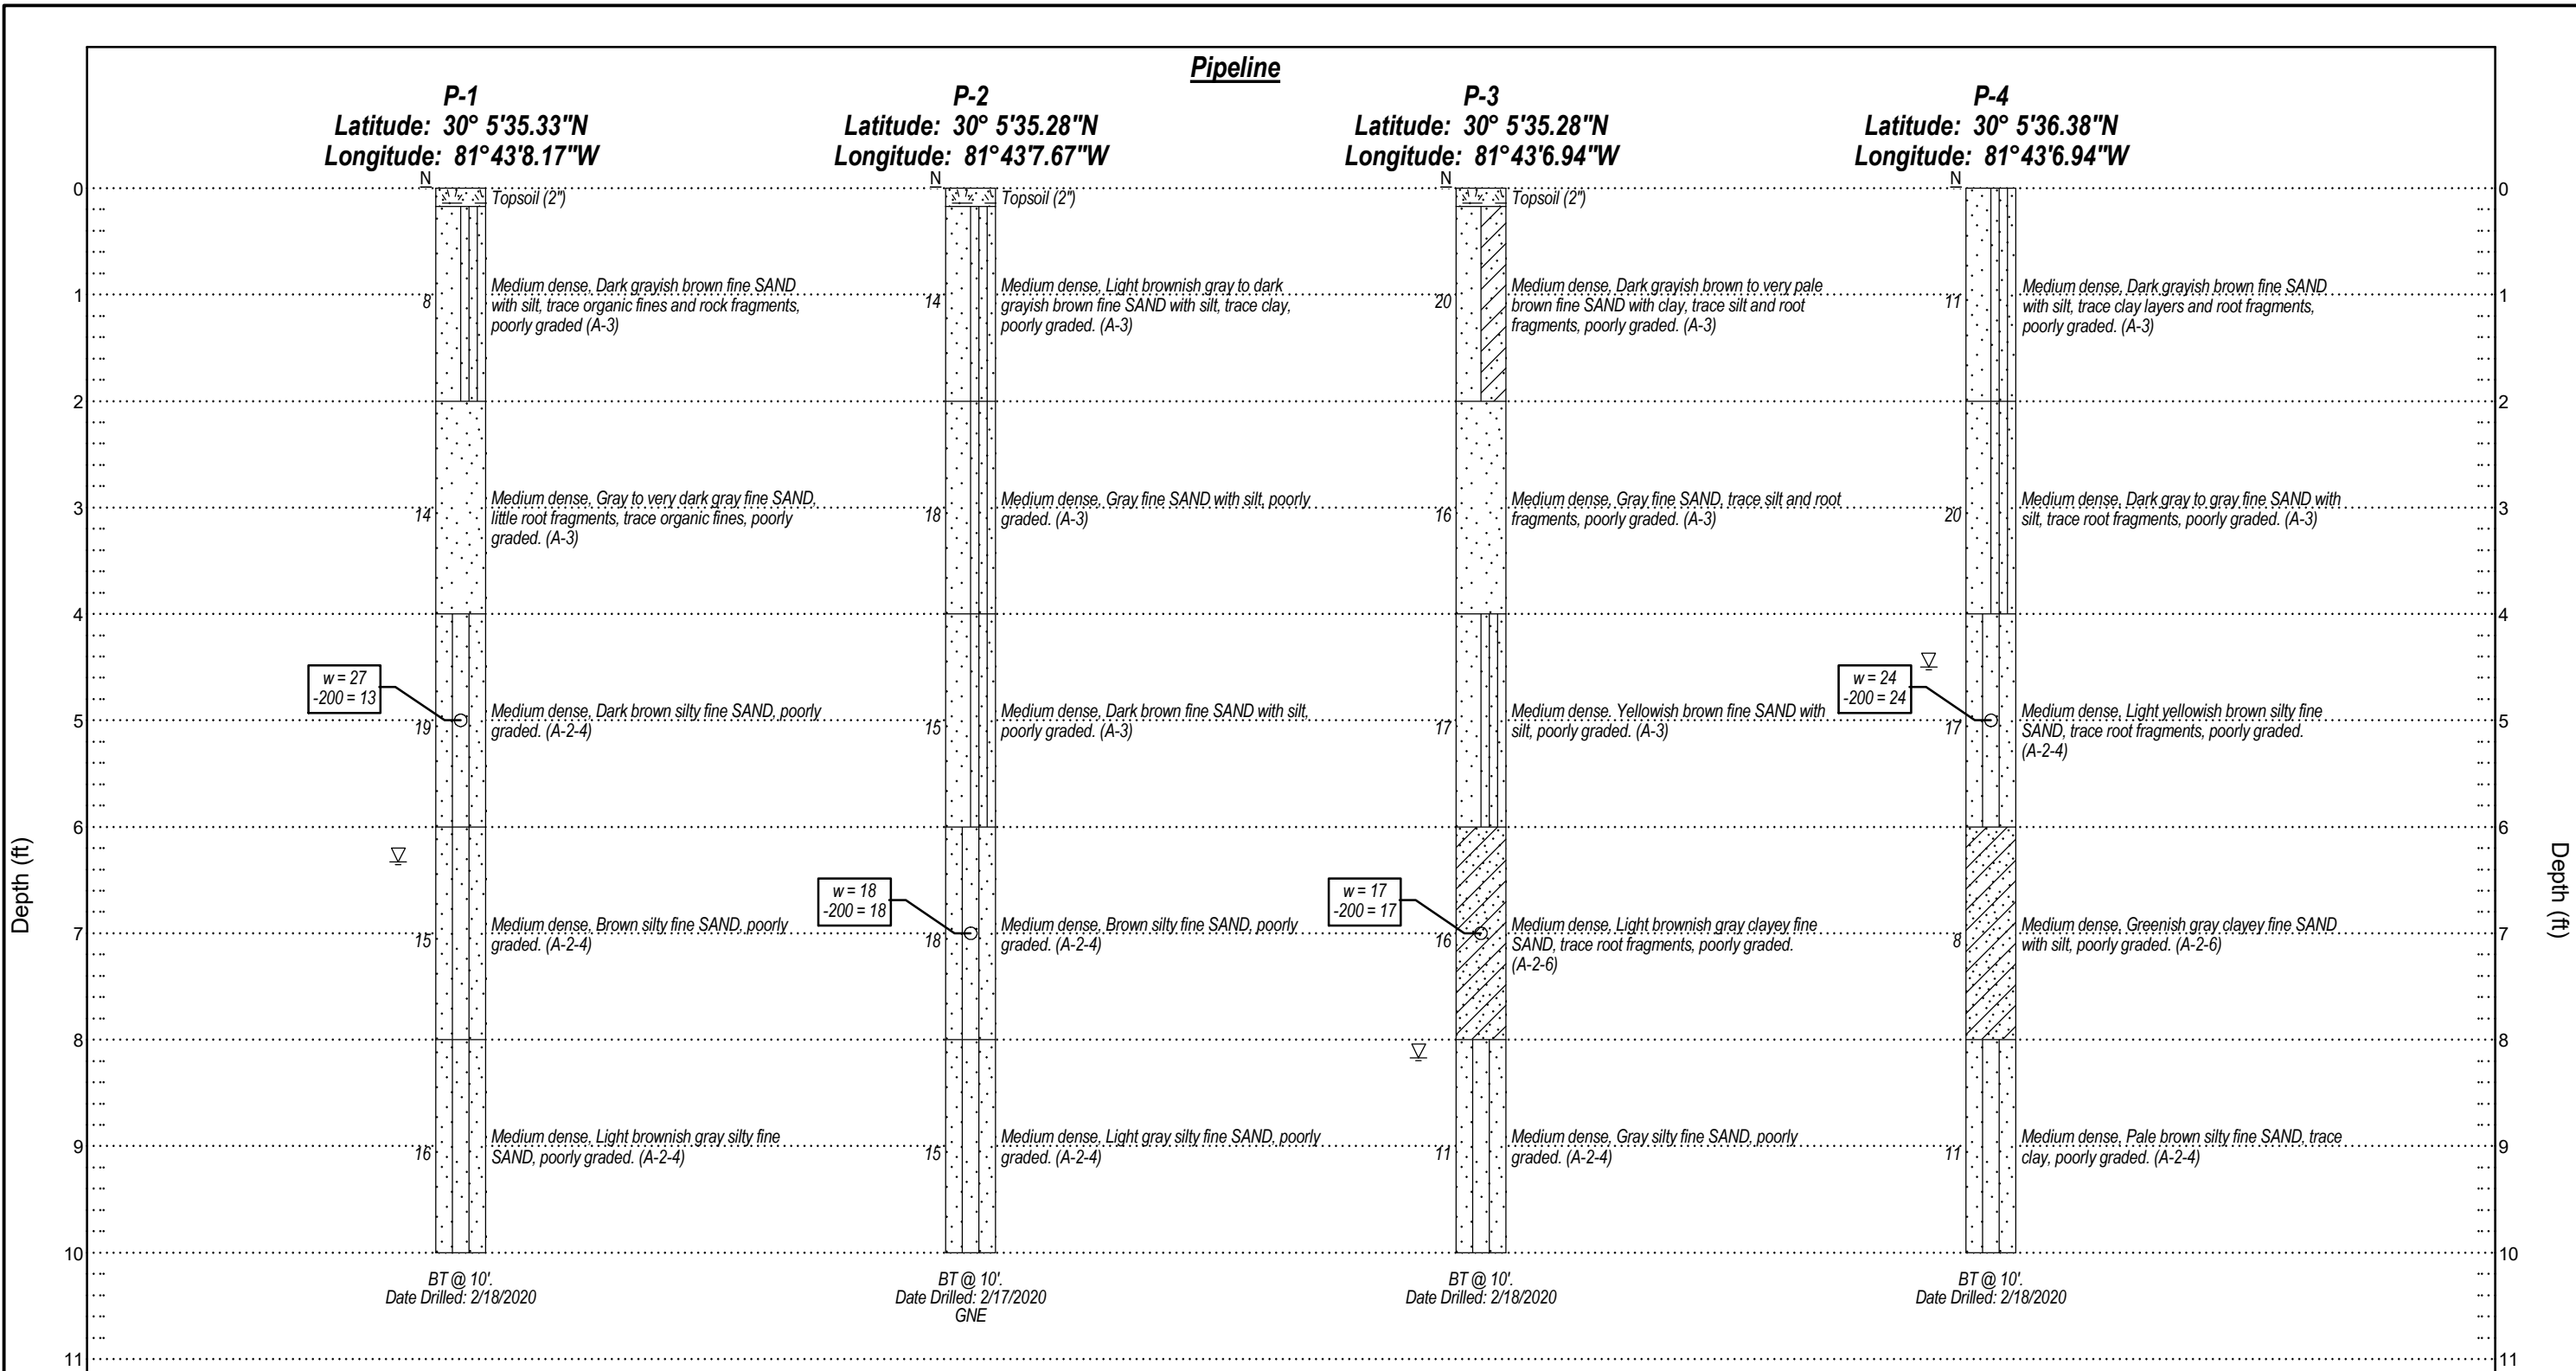 Pipeline
P-1
Latitude: 30° 5'35.33"N
Longitude: 81°43'8.17"W
P-2
Latitude: 30° 5'35.28"N
Longitude: 81°43'7.67"W
P-3
Latitude: 30° 5'35.28"N
Longitude: 81°43'6.94"W
P-4
Latitude: 30° 5'36.38"N
Longitude: 81°43'6.94"W
Depth (ft)
0
1
2
3
4
5
6
7
8
9
10
11
N
Topsoil (2")
8
Medium dense, Dark grayish brown fine SAND
with silt, trace organic fines and rock fragments,
poorly graded (A-3)
14
Medium dense, Gray to very dark gray fine SAND,
little root fragments, trace organic fines, poorly
graded. (A-3)
w = 27
-200 = 13
19
Medium dense, Dark brown silty fine SAND, poorly
graded. (A-2-4)
15
Medium dense, Brown silty fine SAND, poorly
graded. (A-2-4)
16
Medium dense, Light brownish gray silty fine
SAND, poorly graded. (A-2-4)
BT @ 10'.
Date Drilled: 2/18/2020
N
Topsoil (2")
14
Medium dense, Light brownish gray to dark
grayish brown fine SAND with silt, trace clay,
poorly graded. (A-3)
18
Medium dense, Gray fine SAND with silt, poorly
graded. (A-3)
15
Medium dense, Dark brown fine SAND with silt,
poorly graded. (A-3)
w = 18
-200 = 18
18
Medium dense, Brown silty fine SAND, poorly
graded. (A-2-4)
15
Medium dense, Light gray silty fine SAND, poorly
graded. (A-2-4)
BT @ 10'.
Date Drilled: 2/17/2020
GNE
N
Topsoil (2")
20
Medium dense, Dark grayish brown to very pale
brown fine SAND with clay, trace silt and root
fragments, poorly graded. (A-3)
16
Medium dense, Gray fine SAND, trace silt and root
fragments, poorly graded. (A-3)
17
Medium dense. Yellowish brown fine SAND with
silt, poorly graded. (A-3)
w = 17
-200 = 17
16
Medium dense, Light brownish gray clayey fine
SAND, trace root fragments, poorly graded.
(A-2-6)
11
Medium dense, Gray silty fine SAND, poorly
graded. (A-2-4)
BT @ 10'.
Date Drilled: 2/18/2020
N
11
Medium dense, Dark grayish brown fine SAND
with silt, trace clay layers and root fragments,
poorly graded. (A-3)
20
Medium dense, Dark gray to gray fine SAND with
silt, trace root fragments, poorly graded. (A-3)
w = 24
-200 = 24
17
Medium dense, Light yellowish brown silty fine
SAND, trace root fragments, poorly graded.
(A-2-4)
8
Medium dense, Greenish gray clayey fine SAND
with silt, poorly graded. (A-2-6)
11
Medium dense, Pale brown silty fine SAND, trace
clay, poorly graded. (A-2-4)
BT @ 10'.
Date Drilled: 2/18/2020
0
1
2
3
4
5
6
7
8
9
10
11
Depth (ft)